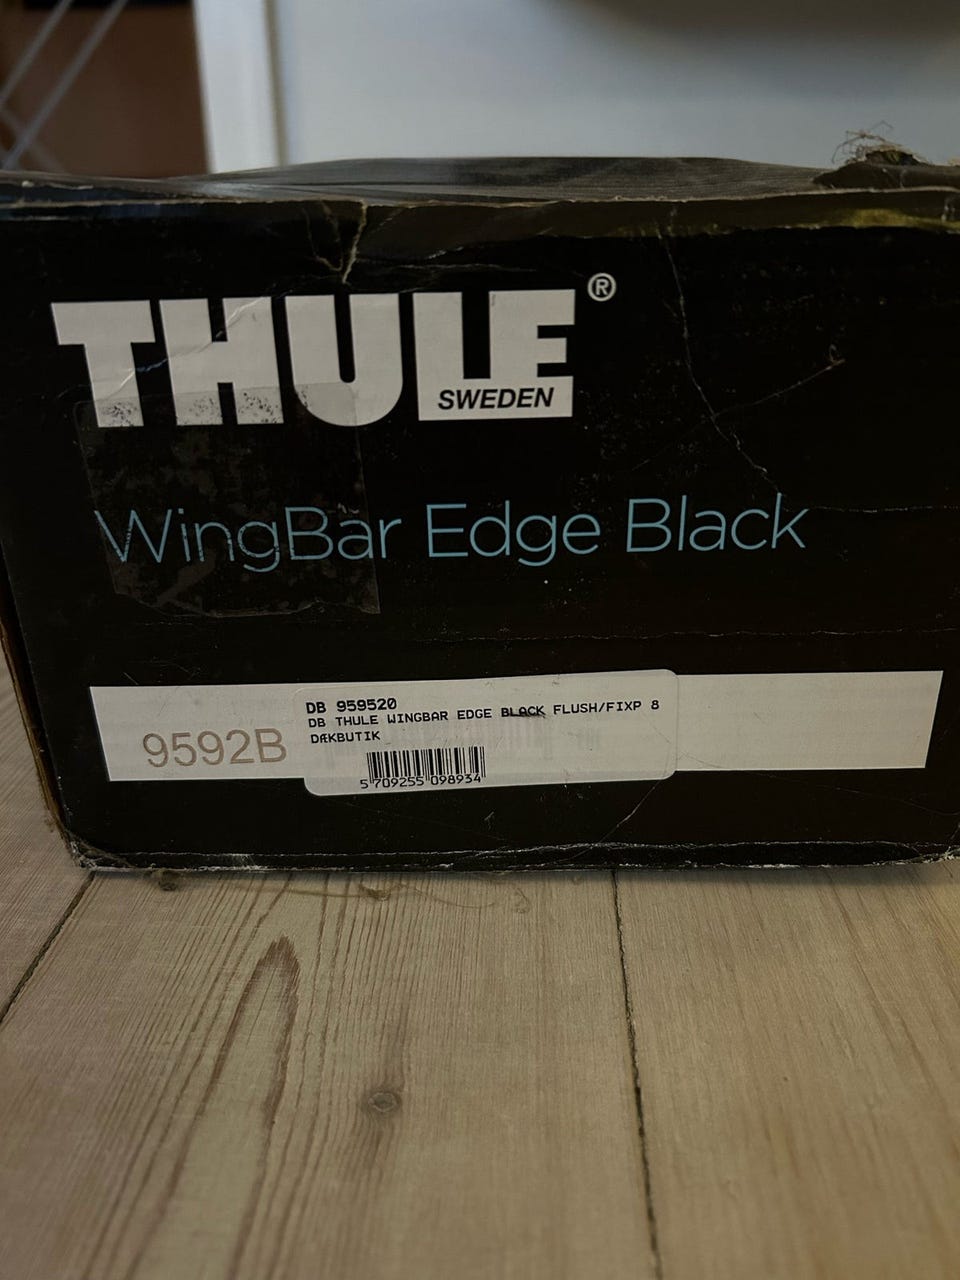 THULE®
SWEDEN
WingBar Edge Black
9592B
DB 959520
DB THULE WINGBAR EDGE BLACK FLUSH/FIXP 8
DÆKBUTIK
5 709255 098934